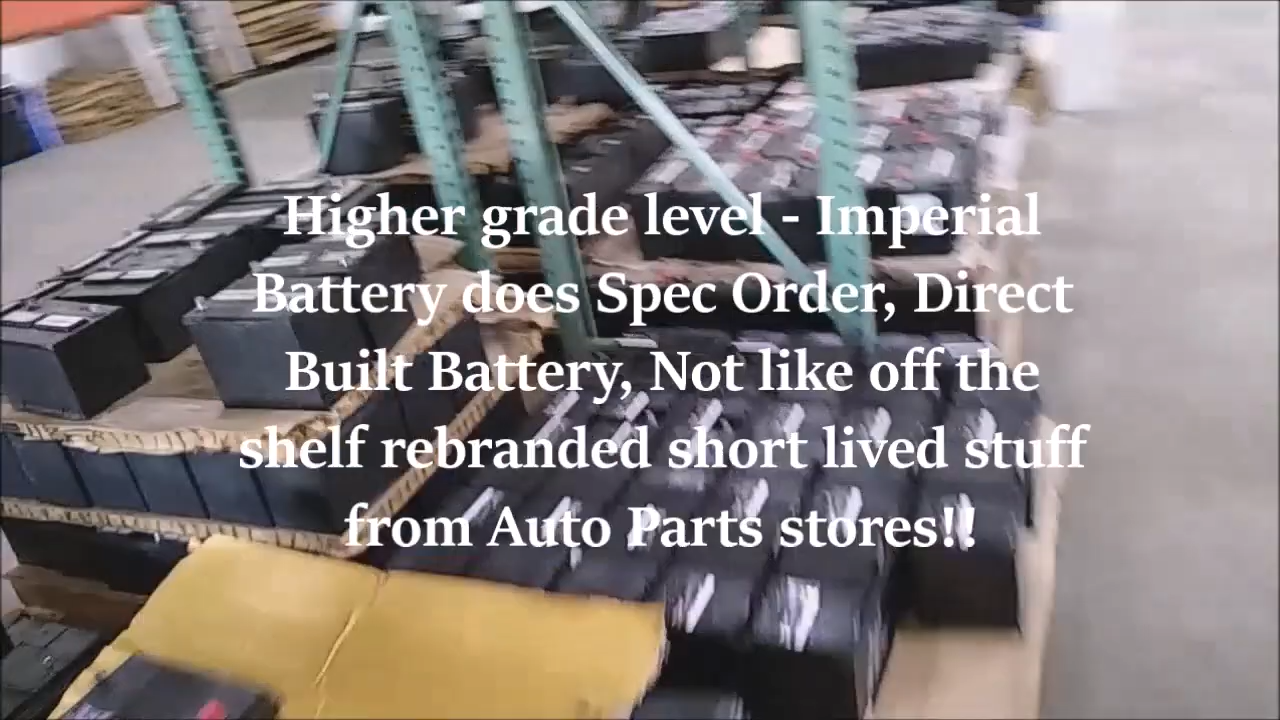 Higher grade level - Imperial
Battery does Spec Order, Direct
Built Battery, Not like off the
shelf rebranded short lived stuff
from Auto Parts stores!!